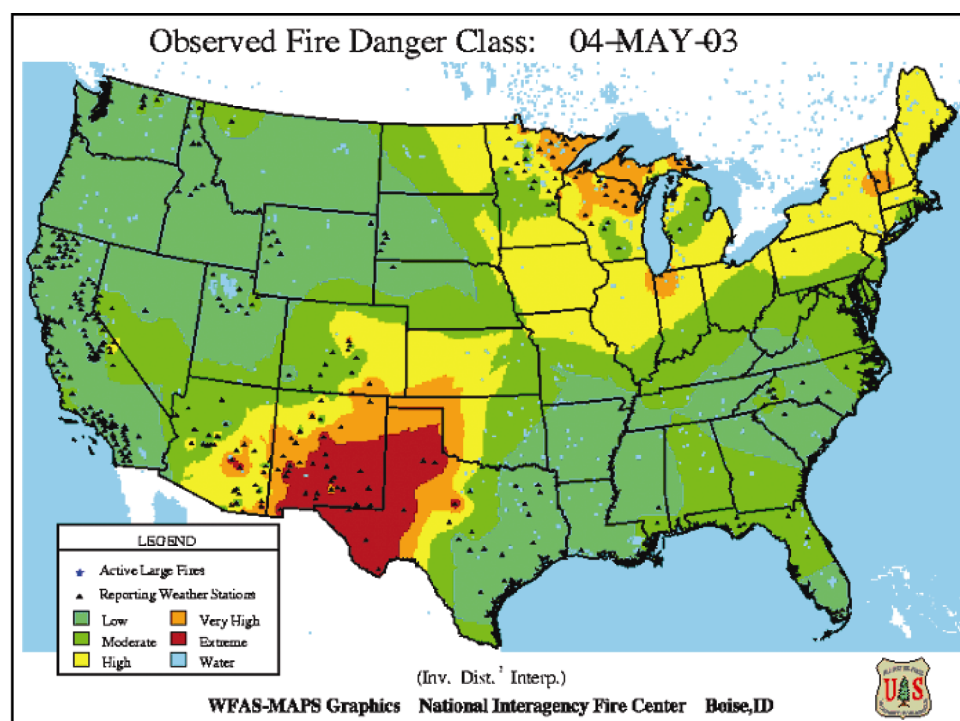 Observed Fire Danger Class: 04-MAY-03
LEGEND
Active Large Fires
Reporting Weather Stations
Low
Very High
Moderate
Extreme
High
Water
(Inv. Dist.² Interp.)
WFAS-MAPS Graphics National Interagency Fire Center Boise,ID
U S